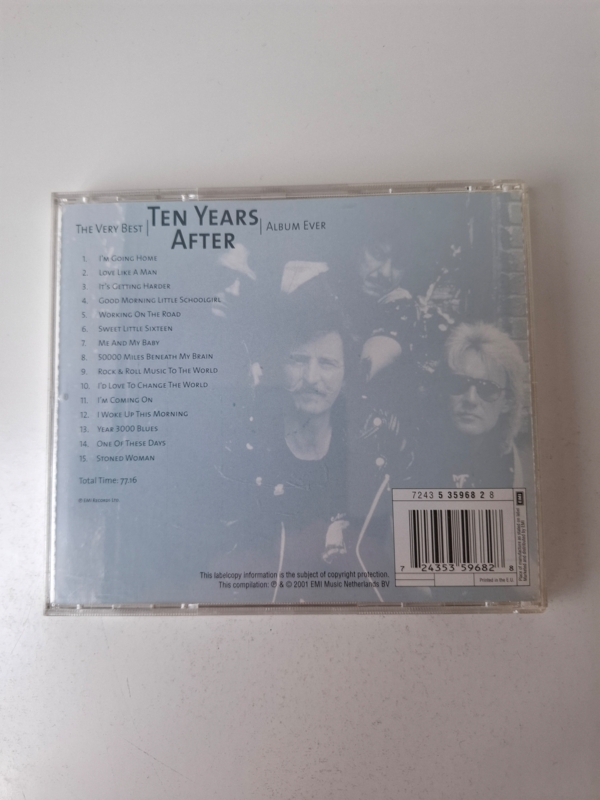 The Very Best | Ten Years After | Album Ever
1. I'm Going Home
2. Love Like A Man
3. It's Getting Harder
4. Good Morning Little Schoolgirl
5. Working On The Road
6. Sweet Little Sixteen
7. Me And My Baby
8. 50000 Miles Beneath My Brain
9. Rock & Roll Music To The World
10. I'd Love To Change The World
11. I'm Coming On
12. I Woke Up This Morning
13. Year 3000 Blues
14. One Of These Days
15. Stoned Woman
Total Time: 77.16
7243 5 35968 2 8
EMI
7 24353 59682 8
Printed in the E.U.
This labelcopy information is the subject of copyright protection.
This compilation: ℗ & © 2001 EMI Music Netherlands BV